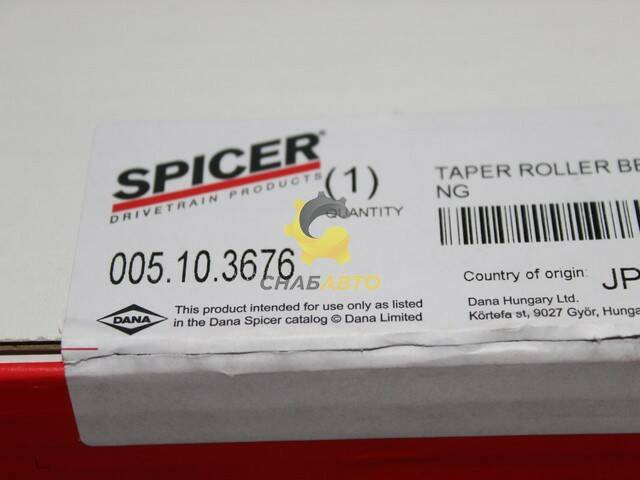 SPICER®
DRIVETRAIN PRODUCTS
(1)
QUANTITY
005.10.3676
СНАБАВТО
DANA
This product intended for use only as listed
in the Dana Spicer catalog © Dana Limited
TAPER ROLLER BE
NG
Country of origin: JP
Dana Hungary Ltd.
Körtefa st, 9027 Győr, Hunga